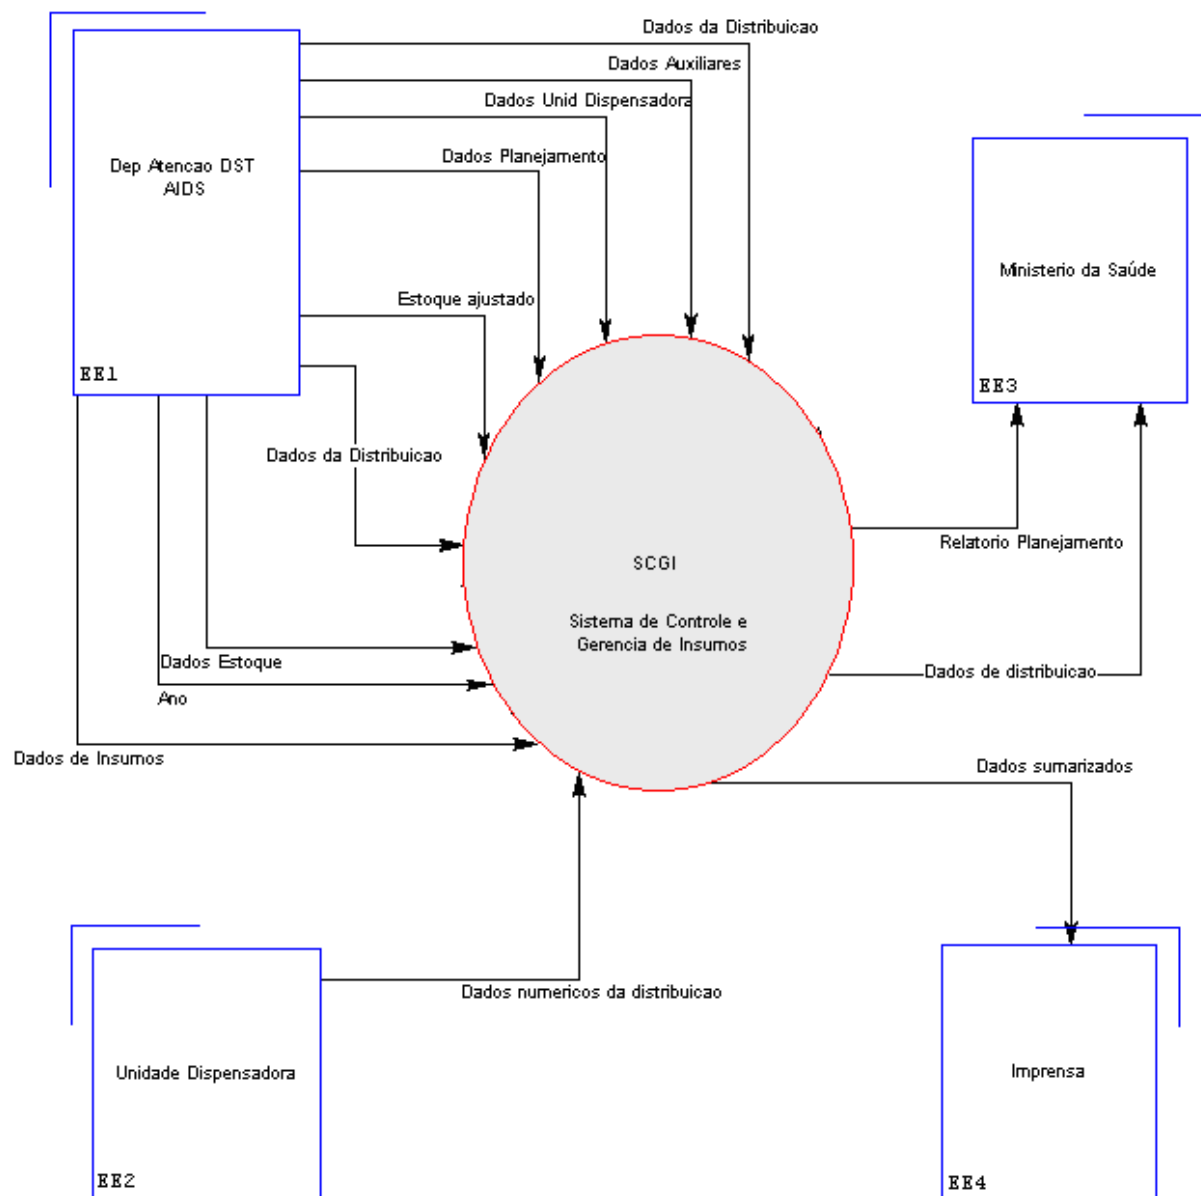 Dados da Distribuicao
Dados Auxiliares
Dados Unid Dispensadora
Dados Planejamento
Dep Atencao DST
AIDS
Ministerio da Saúde
Estoque ajustado
EE1
EE3
Dados da Distribuicao
Relatorio Planejamento
SCGI
Sistema de Controle e
Gerencia de Insumos
Dados Estoque
Dados de distribuicao
Ano
Dados de Insumos
Dados sumarizados
Dados numericos da distribuicao
Unidade Dispensadora
Imprensa
EE2
EE4